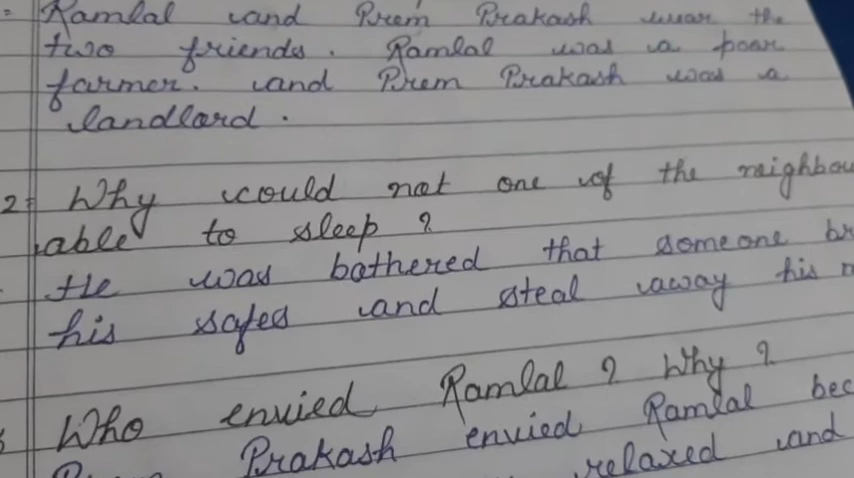 Ramlal and Prem Prakash wear the
two friends. Ramlal was a poor
farmer. and Prem Prakash was a
landlard.
2 Why could not one of the
able to sleep ?
He was bothered that someone
his safes and steal away his
Who envied Ramlal ? Why ?
Prakash envied Ramlal
relaxed and